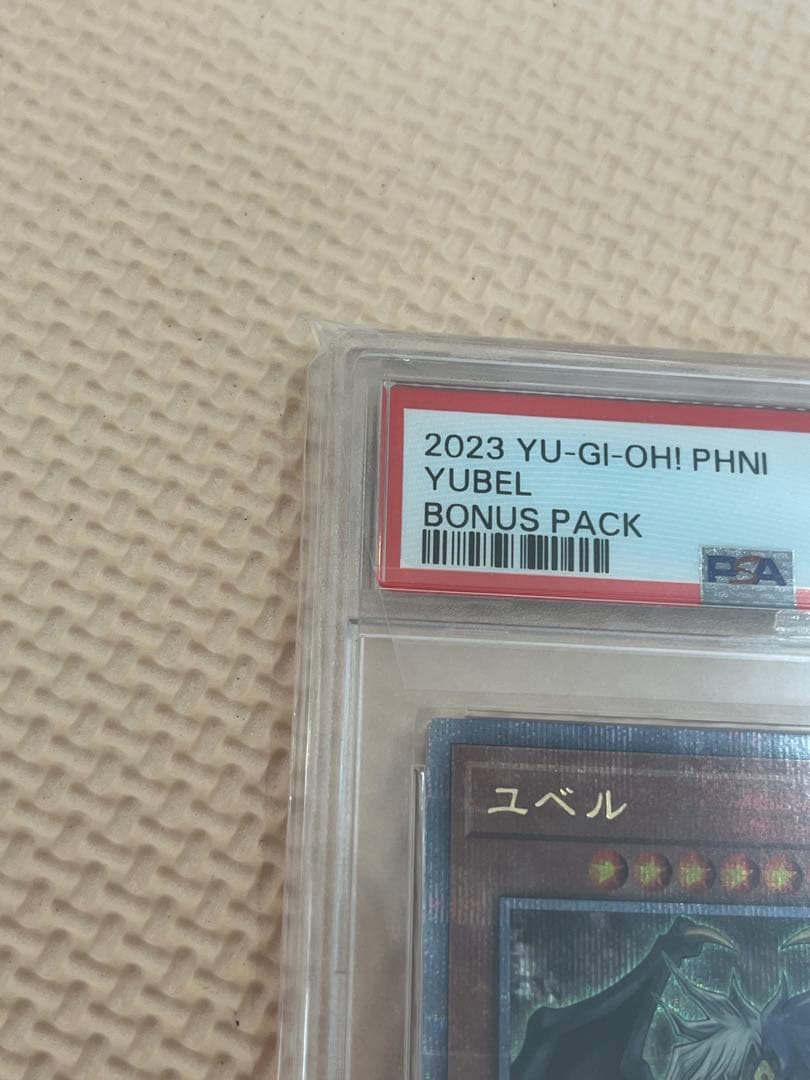 2023 YU-GI-OH! PHNI
YUBEL
BONUS PACK
PSA
ユベル